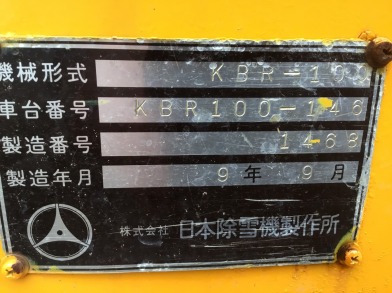 機械形式 KBR-100
車台番号 KBR100-146
製造番号 1468
製造年月 9年 9月
株式会社 日本除雪機製作所